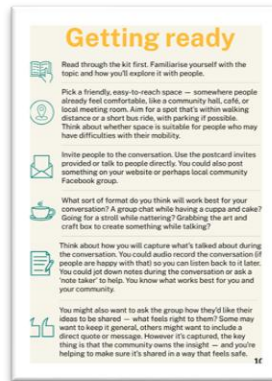 Getting ready
Read through the kit first. Familiarise yourself with the
topic and how you'll explore it with people.
Pick a friendly, easy-to-reach space — somewhere people
already feel comfortable, like a community hall, café, or
local meeting room. Aim for a spot that's within walking
distance or a short bus ride, with parking if possible.
Think about whether space is suitable for people who may
have difficulties with their mobility.
Invite people to the conversation. Use the postcard invites
provided or talk to people directly. You could also post
something on your website or perhaps local community
Facebook group.
What sort of format do you think will work best for your
conversation? A group chat while having a cuppa and cake?
Going for a stroll while nattering? Grabbing the art and
craft box to create something while talking?
Think about how you will capture what's talked about during
the conversation. You could audio record the conversation (if
people are happy with that) so you can listen back to it later.
You could jot down notes during the conversation or ask a
'note taker' to help. You know what works best for you and
your community.
You might also want to ask the group how they'd like their
ideas to be shared — what feels right to them? Some may
want to keep it general, others might want to include a
direct quote or message. However it's captured, the key
thing is that the community owns the insight — and you're
helping to make sure it's shared in a way that feels safe.